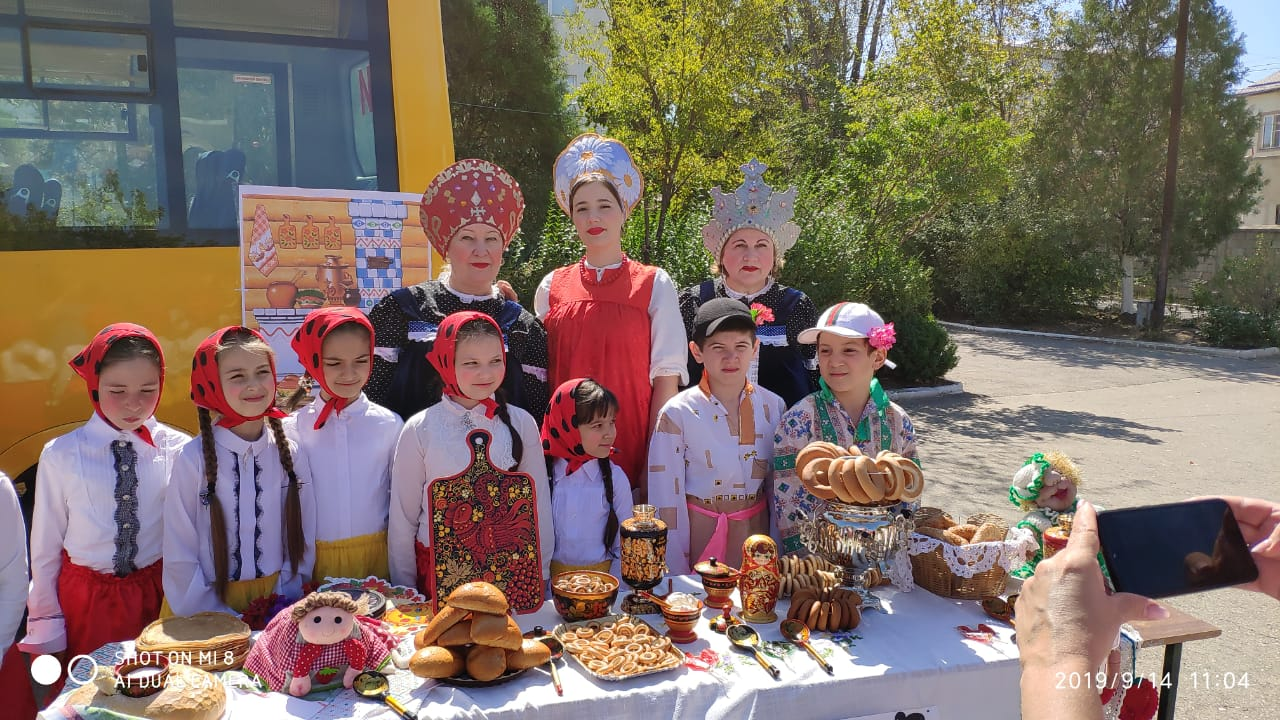 SHOT ON MI 8
AI DUAL CAMERA
2019/9/14 11:04